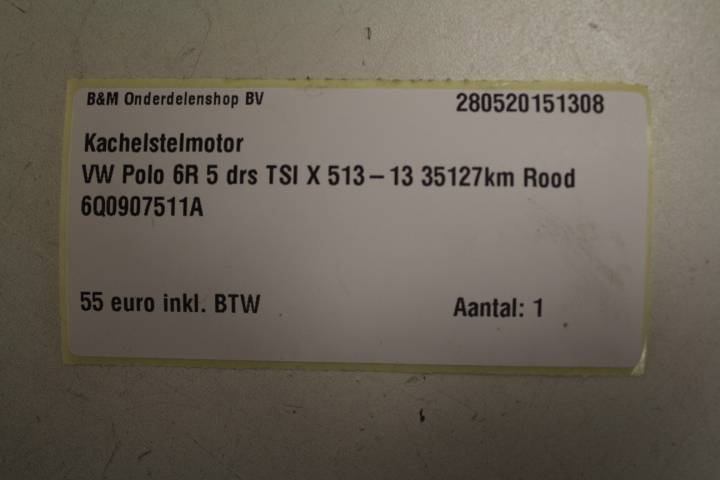 B&M Onderdelenshop BV 280520151308
Kachelstelmotor
VW Polo 6R 5 drs TSI X 513-13 35127km Rood
6Q0907511A
55 euro inkl. BTW Aantal: 1